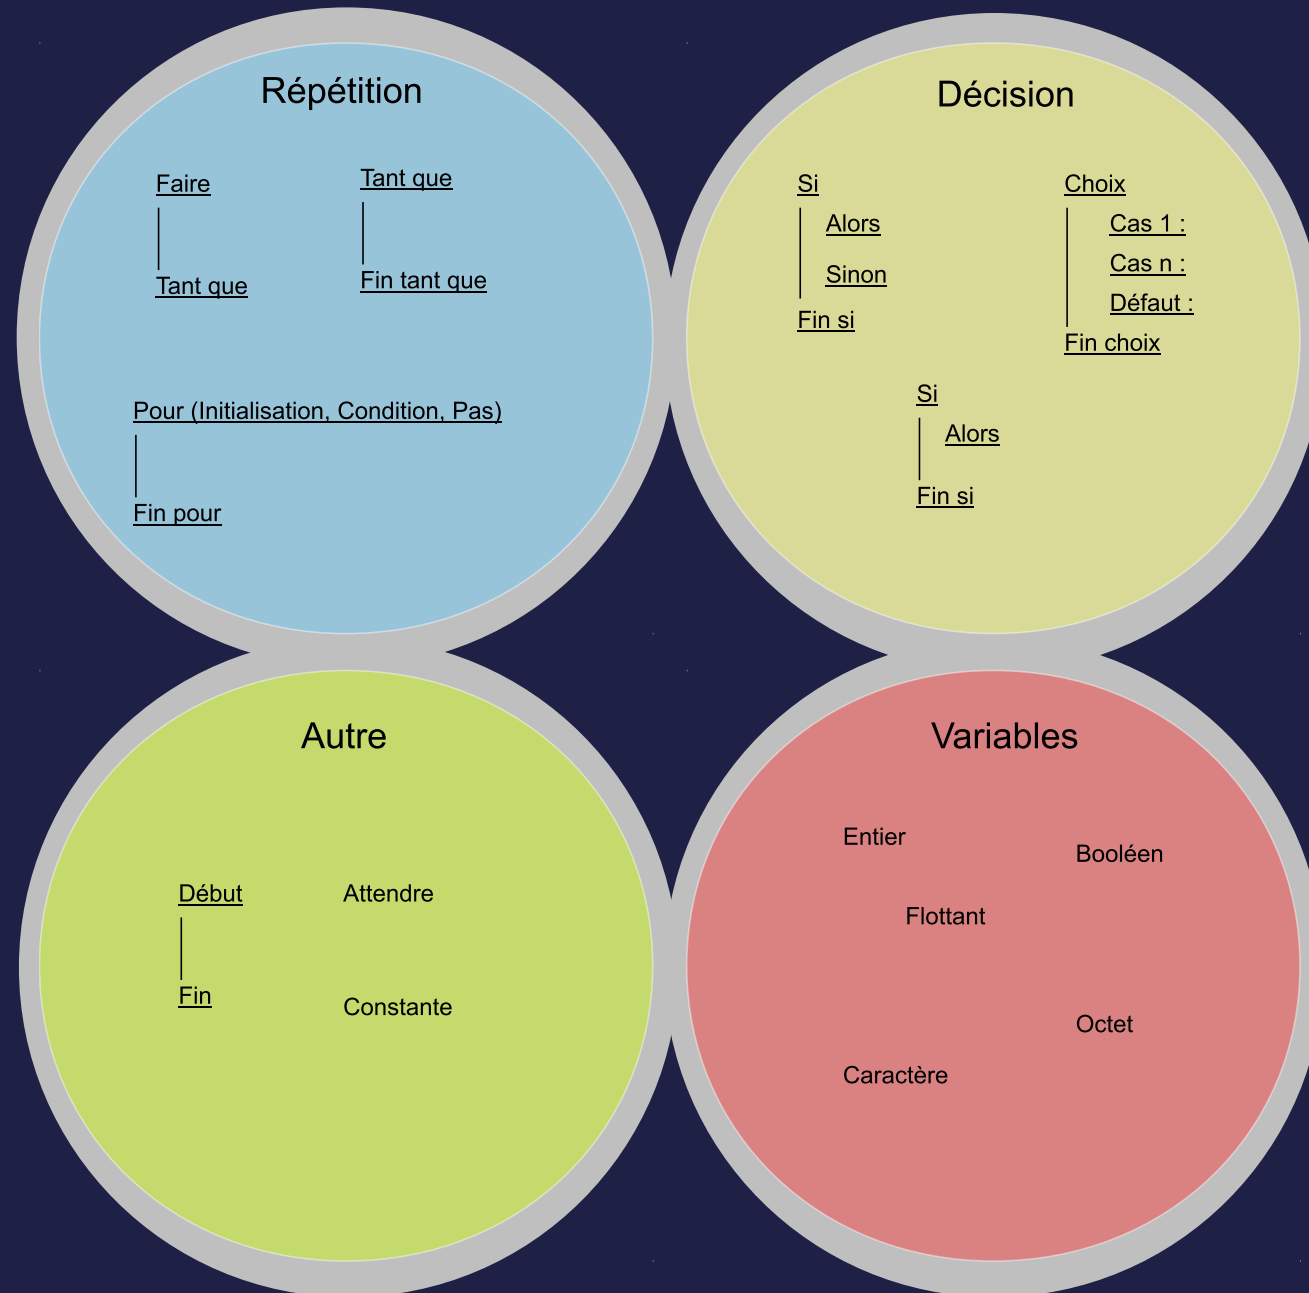 Répétition
Faire
Tant que
Tant que
Fin tant que
Pour (Initialisation, Condition, Pas)
Fin pour
Décision
Si
Alors
Sinon
Fin si
Choix
Cas 1 :
Cas n :
Défaut :
Fin choix
Si
Alors
Fin si
Autre
Début
Fin
Attendre
Constante
Variables
Entier
Booléen
Flottant
Octet
Caractère